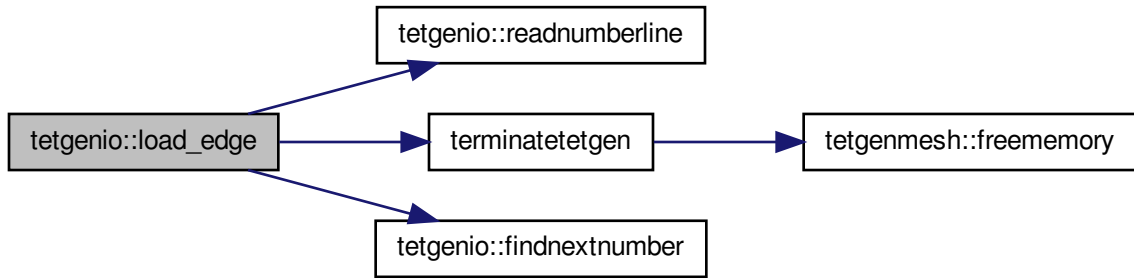 tetgenio::readnumberline
tetgenio::load_edge
terminatetetgen
tetgenmesh::freememory
tetgenio::findnextnumber